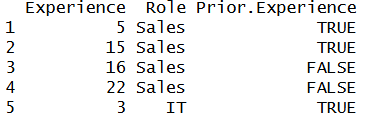 Experience Role Prior.Experience
1 5 Sales TRUE
2 15 Sales TRUE
3 16 Sales FALSE
4 22 Sales FALSE
5 3 IT TRUE